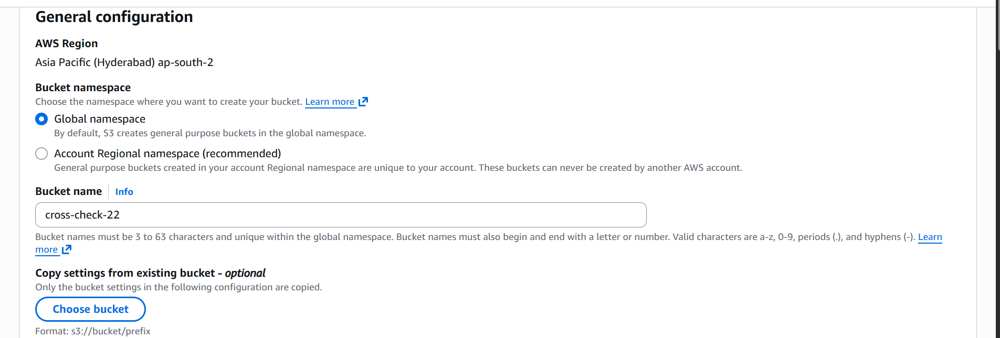 General configuration
AWS Region
Asia Pacific (Hyderabad) ap-south-2
Bucket namespace
Choose the namespace where you want to create your bucket. Learn more
Global namespace
By default, S3 creates general purpose buckets in the global namespace.
Account Regional namespace (recommended)
General purpose buckets created in your account Regional namespace are unique to your account. These buckets can never be created by another AWS account.
Bucket name Info
cross-check-22
Bucket names must be 3 to 63 characters and unique within the global namespace. Bucket names must also begin and end with a letter or number. Valid characters are a-z, 0-9, periods (.), and hyphens (-). Learn
more
Copy settings from existing bucket - optional
Only the bucket settings in the following configuration are copied.
Choose bucket
Format: s3://bucket/prefix